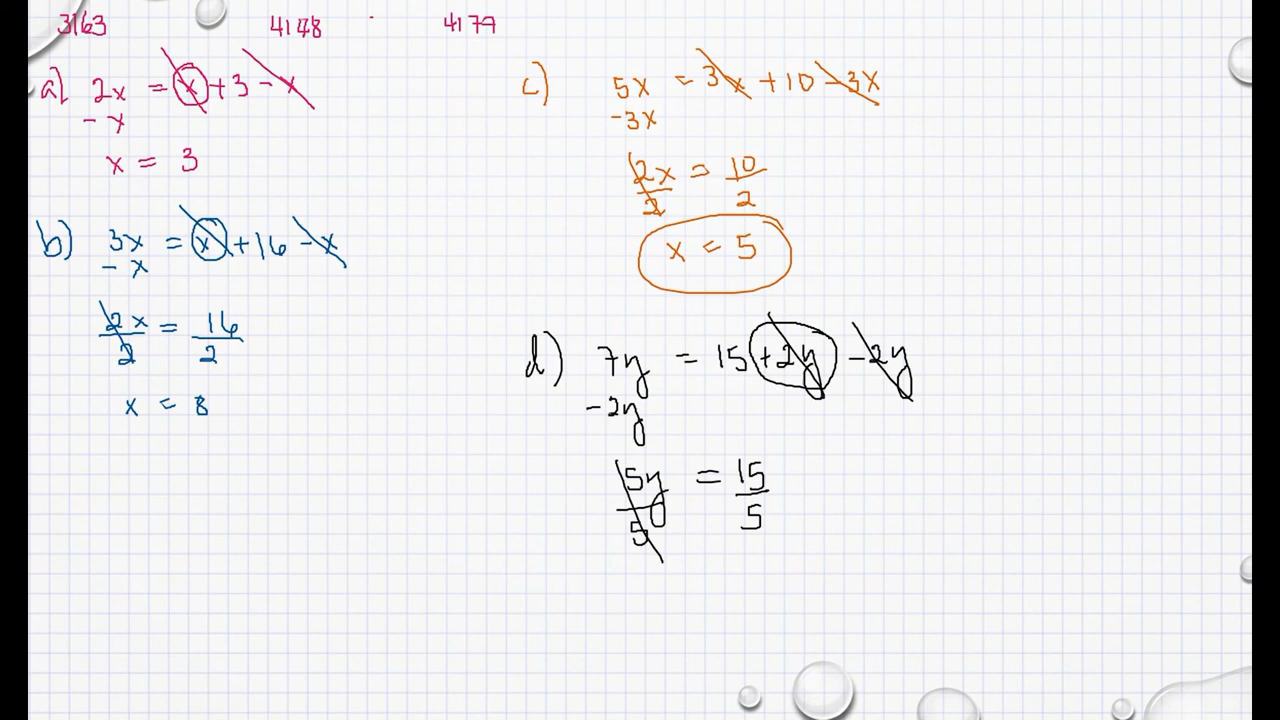 3163 4148 4179
a) 2x = x + 3 - x
- x
x = 3
b) 3x = x + 16 - x
- x
2x = 16
2 2
x = 8
c) 5x = 3x + 10 - 3x
-3x
2x = 10
2 2
x = 5
d) 7y = 15 + 2y - 2y
-2y
5y = 15
5 5